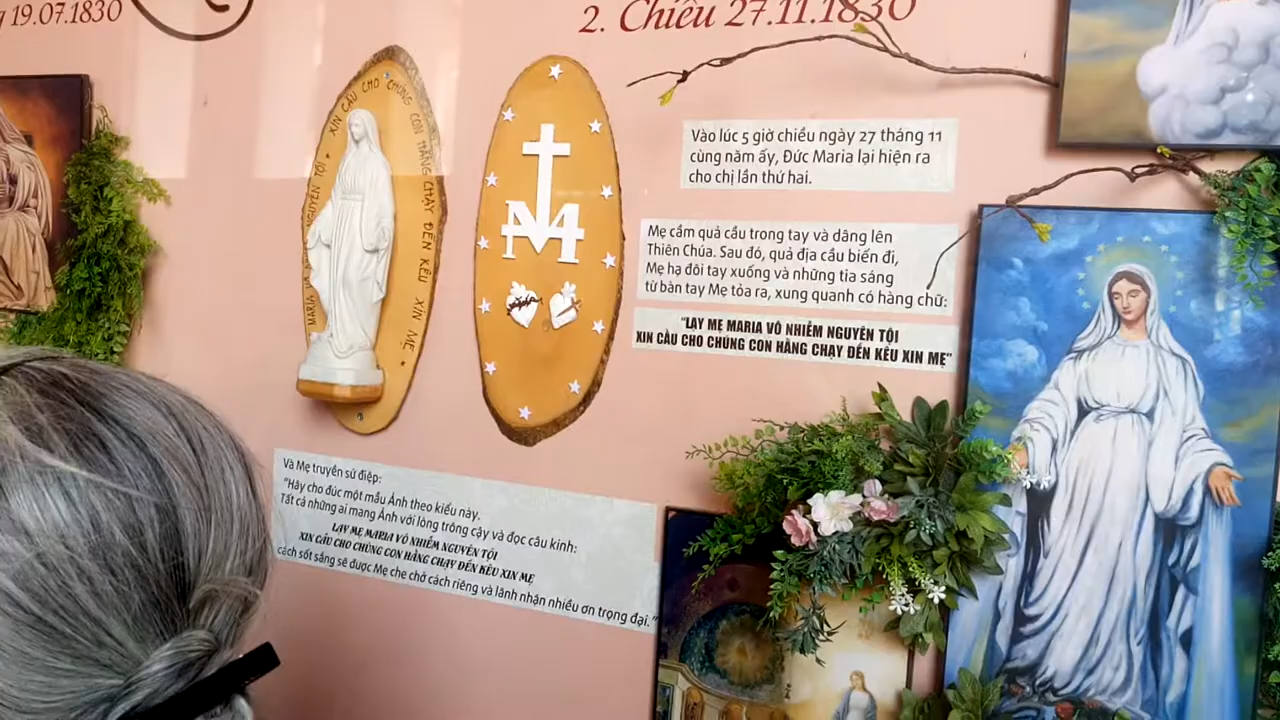 19.07.1830
2. Chiều 27.11.1830
XIN CẦU CHO CHÚNG CON HẰNG CHẠY ĐẾN KÊU XIN MẸ
MARIA NGUYÊN TỘI
M
Vào lúc 5 giờ chiều ngày 27 tháng 11
cùng năm ấy, Đức Maria lại hiện ra
cho chị lần thứ hai.
Mẹ cầm quả cầu trong tay và dâng lên
Thiên Chúa. Sau đó, quả địa cầu biến đi,
Mẹ hạ đôi tay xuống và những tia sáng
từ bàn tay Mẹ tỏa ra, xung quanh có hàng chữ:
"LẠY MẸ MARIA VÔ NHIỄM NGUYÊN TỘI
XIN CẦU CHO CHÚNG CON HẰNG CHẠY ĐẾN KÊU XIN MẸ"
Và Mẹ truyền sứ điệp:
"Hãy cho đúc một mẫu Ảnh theo kiểu này.
Tất cả những ai mang Ảnh với lòng trông cậy và đọc câu kinh:
LẠY MẸ MARIA VÔ NHIỄM NGUYÊN TỘI
XIN CẦU CHO CHÚNG CON HẰNG CHẠY ĐẾN KÊU XIN MẸ
cách sốt sắng sẽ được Mẹ che chở cách riêng và lãnh nhận nhiều ơn trọng đại."